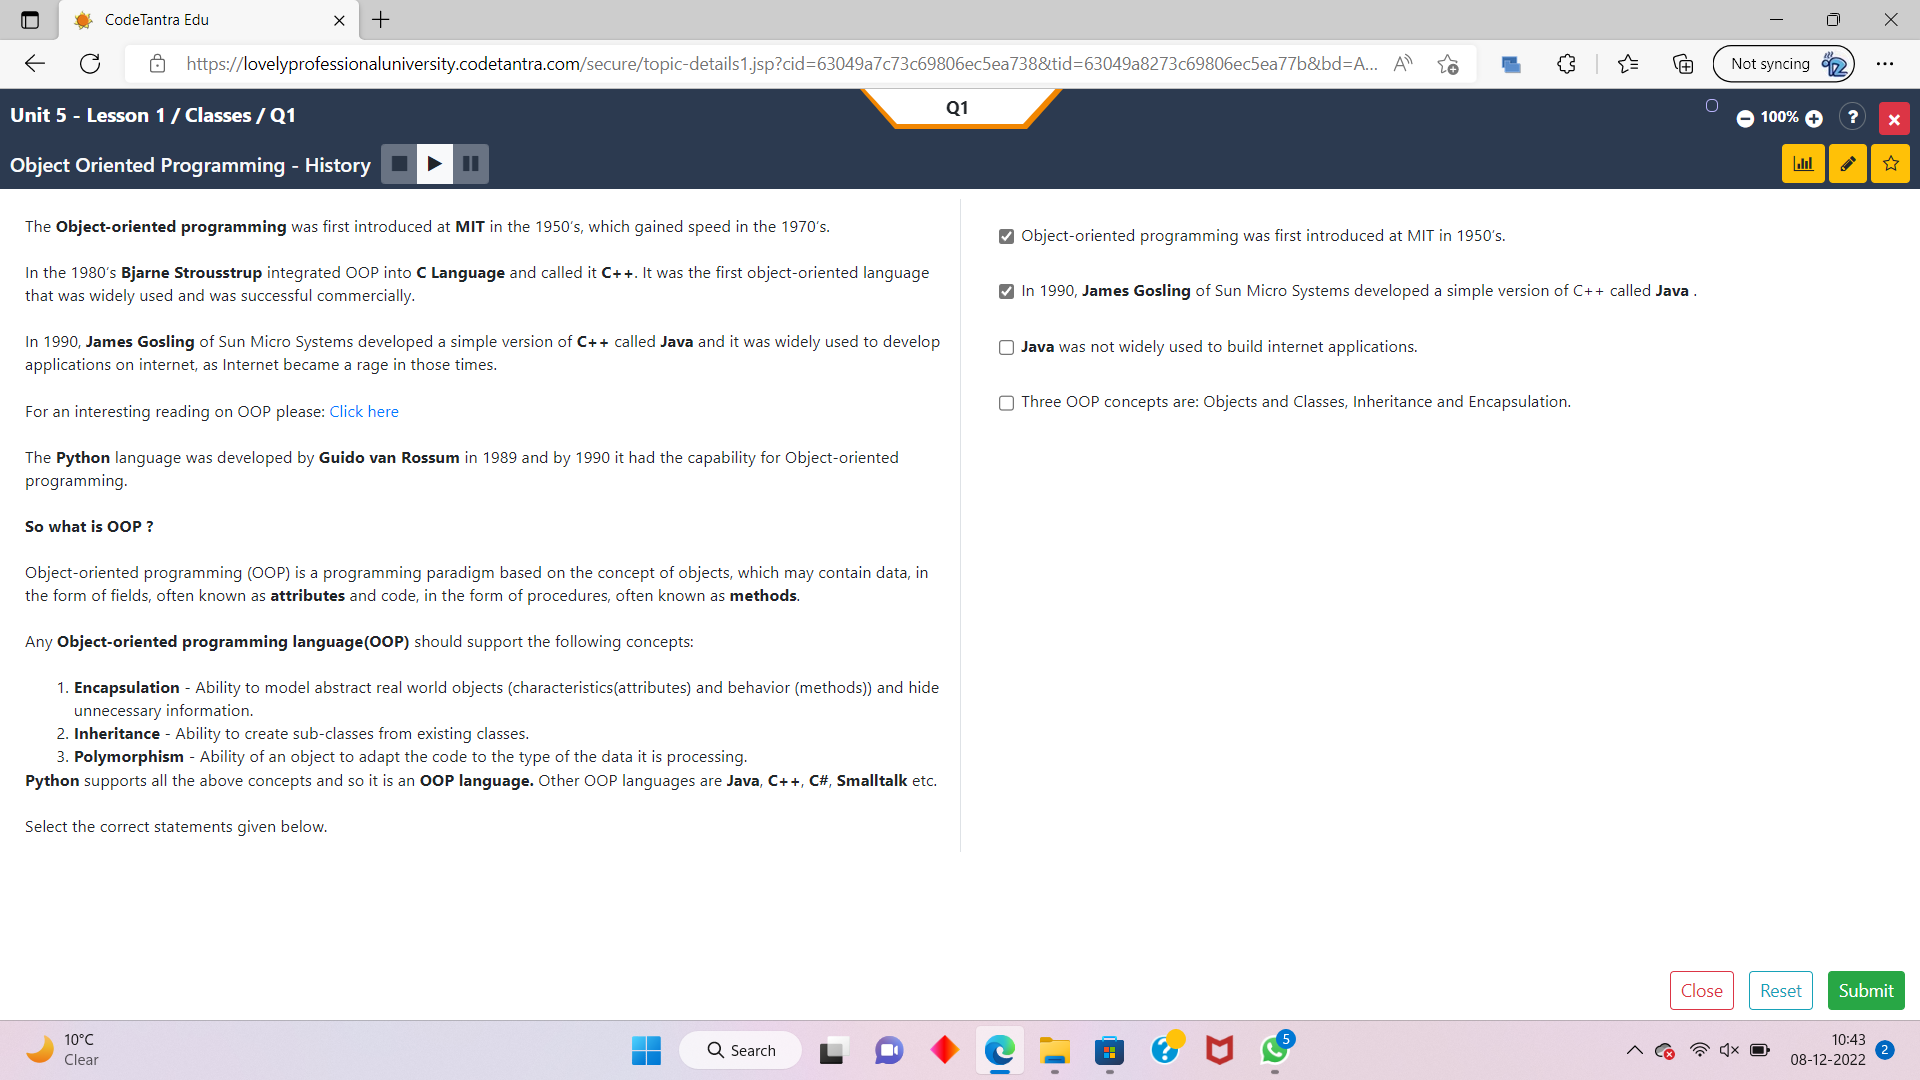 CodeTantra Edu
https://lovelyprofessionaluniversity.codetantra.com/secure/topic-details1.jsp?cid=63049a7c73c69806ec5ea738&tid=63049a8273c69806ec5ea77b&bd=A...
Not syncing
Unit 5 - Lesson 1 / Classes / Q1
Q1
100%
?
Object Oriented Programming - History
The Object-oriented programming was first introduced at MIT in the 1950's, which gained speed in the 1970's.
In the 1980's Bjarne Strousstrup integrated OOP into C Language and called it C++. It was the first object-oriented language
that was widely used and was successful commercially.
In 1990, James Gosling of Sun Micro Systems developed a simple version of C++ called Java and it was widely used to develop
applications on internet, as Internet became a rage in those times.
For an interesting reading on OOP please: Click here
The Python language was developed by Guido van Rossum in 1989 and by 1990 it had the capability for Object-oriented
programming.
So what is OOP ?
Object-oriented programming (OOP) is a programming paradigm based on the concept of objects, which may contain data, in
the form of fields, often known as attributes and code, in the form of procedures, often known as methods.
Any Object-oriented programming language(OOP) should support the following concepts:
1. Encapsulation - Ability to model abstract real world objects (characteristics(attributes) and behavior (methods)) and hide
unnecessary information.
2. Inheritance - Ability to create sub-classes from existing classes.
3. Polymorphism - Ability of an object to adapt the code to the type of the data it is processing.
Python supports all the above concepts and so it is an OOP language. Other OOP languages are Java, C++, C#, Smalltalk etc.
Select the correct statements given below.
Object-oriented programming was first introduced at MIT in 1950's.
In 1990, James Gosling of Sun Micro Systems developed a simple version of C++ called Java .
Java was not widely used to build internet applications.
Three OOP concepts are: Objects and Classes, Inheritance and Encapsulation.
Close
Reset
Submit
10°C
Clear
Search
5
10:43
08-12-2022
2